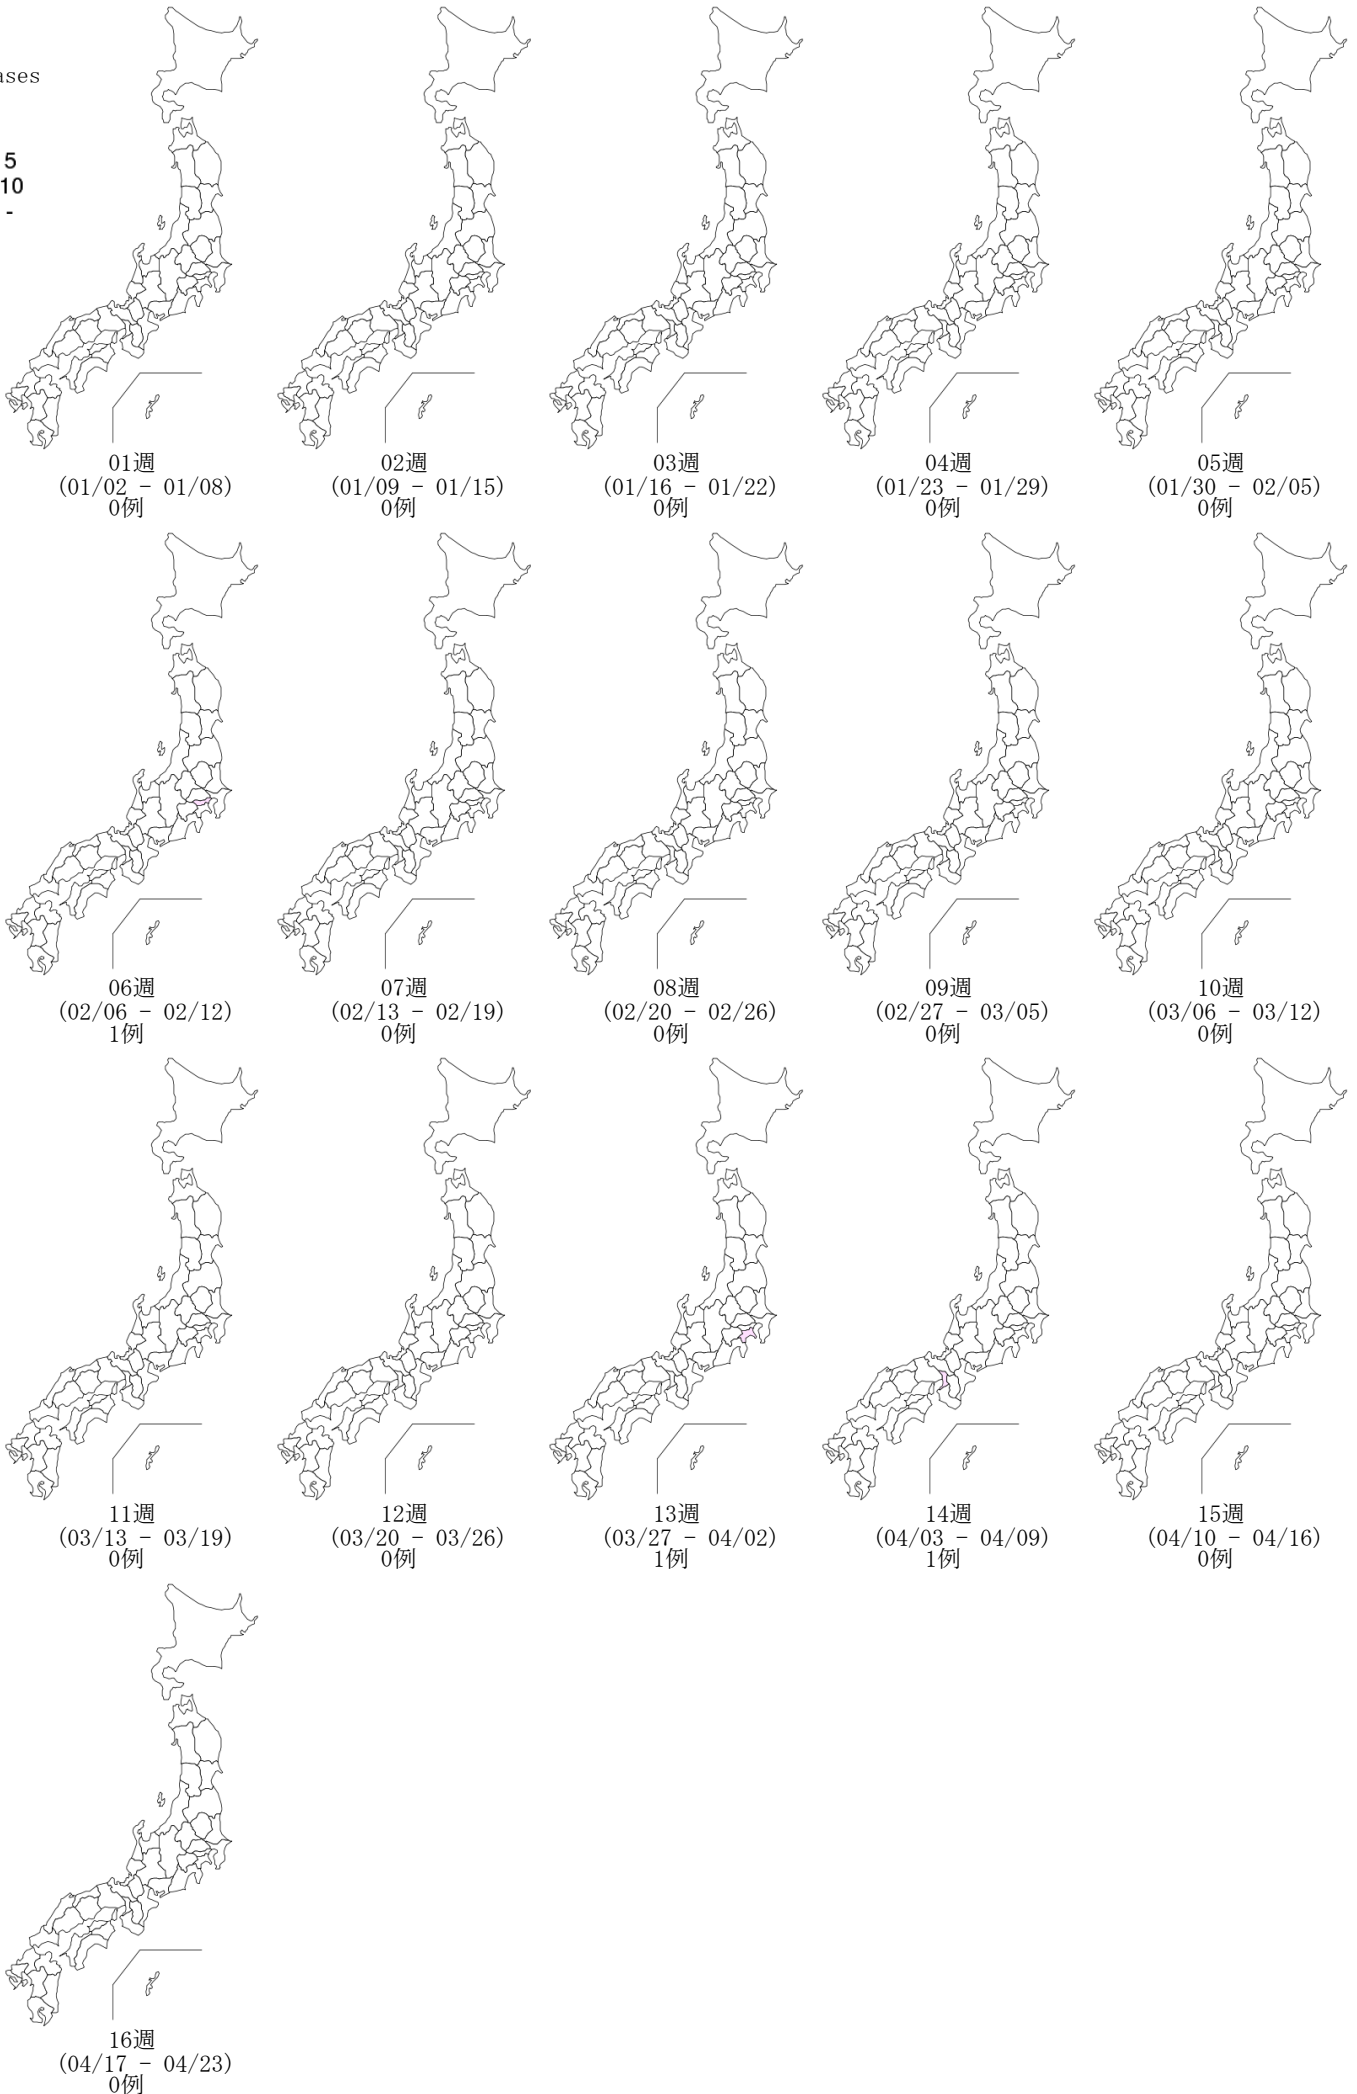 5
10
-
01週
(01/02 - 01/08)
0例
02週
(01/09 - 01/15)
0例
03週
(01/16 - 01/22)
0例
04週
(01/23 - 01/29)
0例
05週
(01/30 - 02/05)
0例
06週
(02/06 - 02/12)
1例
07週
(02/13 - 02/19)
0例
08週
(02/20 - 02/26)
0例
09週
(02/27 - 03/05)
0例
10週
(03/06 - 03/12)
0例
11週
(03/13 - 03/19)
0例
12週
(03/20 - 03/26)
0例
13週
(03/27 - 04/02)
1例
14週
(04/03 - 04/09)
1例
15週
(04/10 - 04/16)
0例
16週
(04/17 - 04/23)
0例